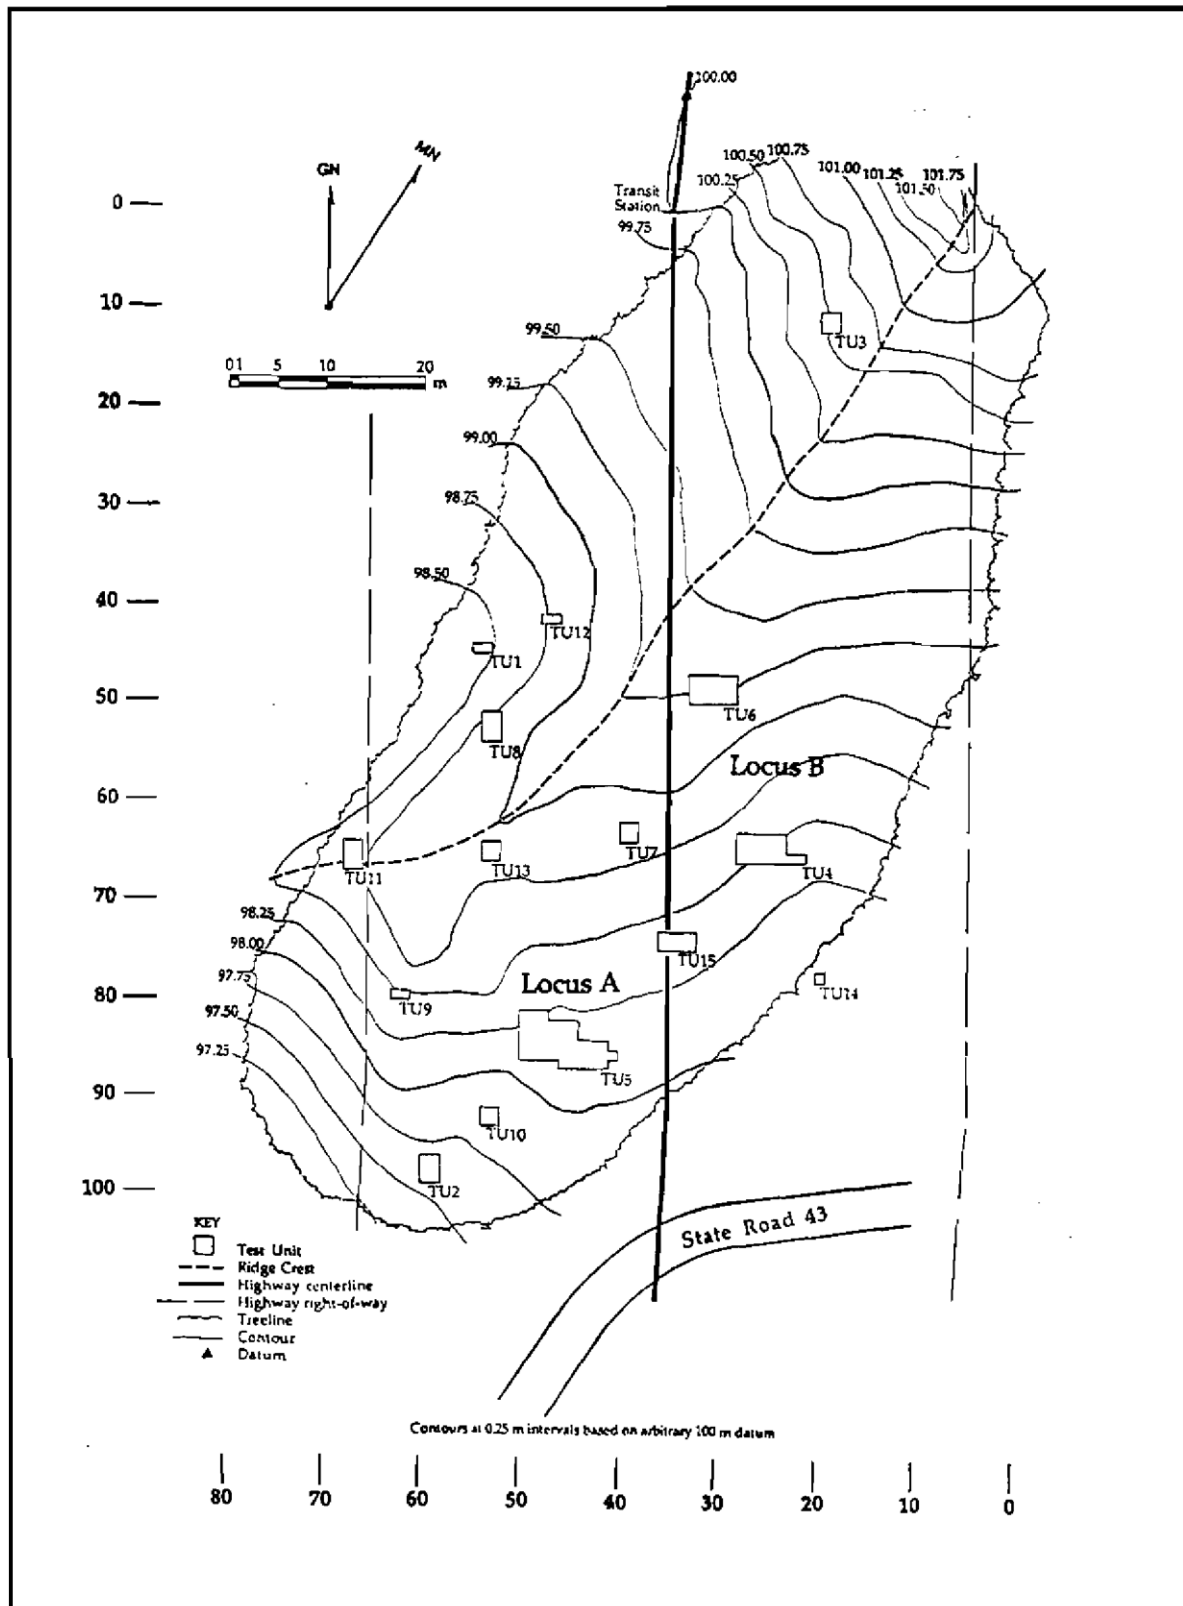 100.00
MN
GN
100.50
100.75
101.00
101.25
101.75
101.50
100.25
Transit
Station
99.75
0
10
TU3
99.50
01 5 10 20
m
99.75
20
99.00
98.75
30
98.50
40
TU12
TU1
50
TU6
TU8
Locus B
60
TU7
TU13
TU11
TU4
70
98.25
98.00
TU15
97.75
Locus A
80
TU14
TU9
97.50
97.25
TU5
90
TU10
TU2
100
State Road 43
KEY
Test Unit
Ridge Crest
Highway centerline
Highway right-of-way
Treeline
Contour
Datum
Contours at 0.25 m intervals based on arbitrary 100 m datum
80 70 60 50 40 30 20 10 0